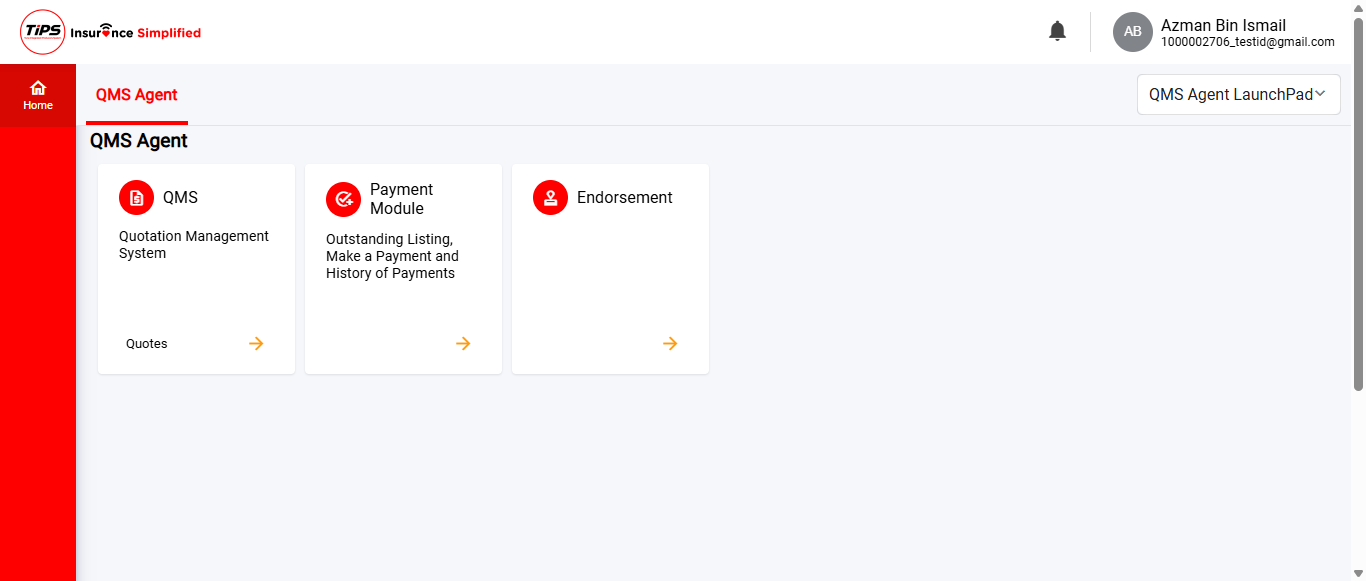 TiPS
Insurance Simplified
AB
Azman Bin Ismail
1000002706_testid@gmail.com
Home
QMS Agent
QMS Agent LaunchPad
QMS Agent
QMS
Quotation Management
System
Quotes
Payment
Module
Outstanding Listing,
Make a Payment and
History of Payments
Endorsement